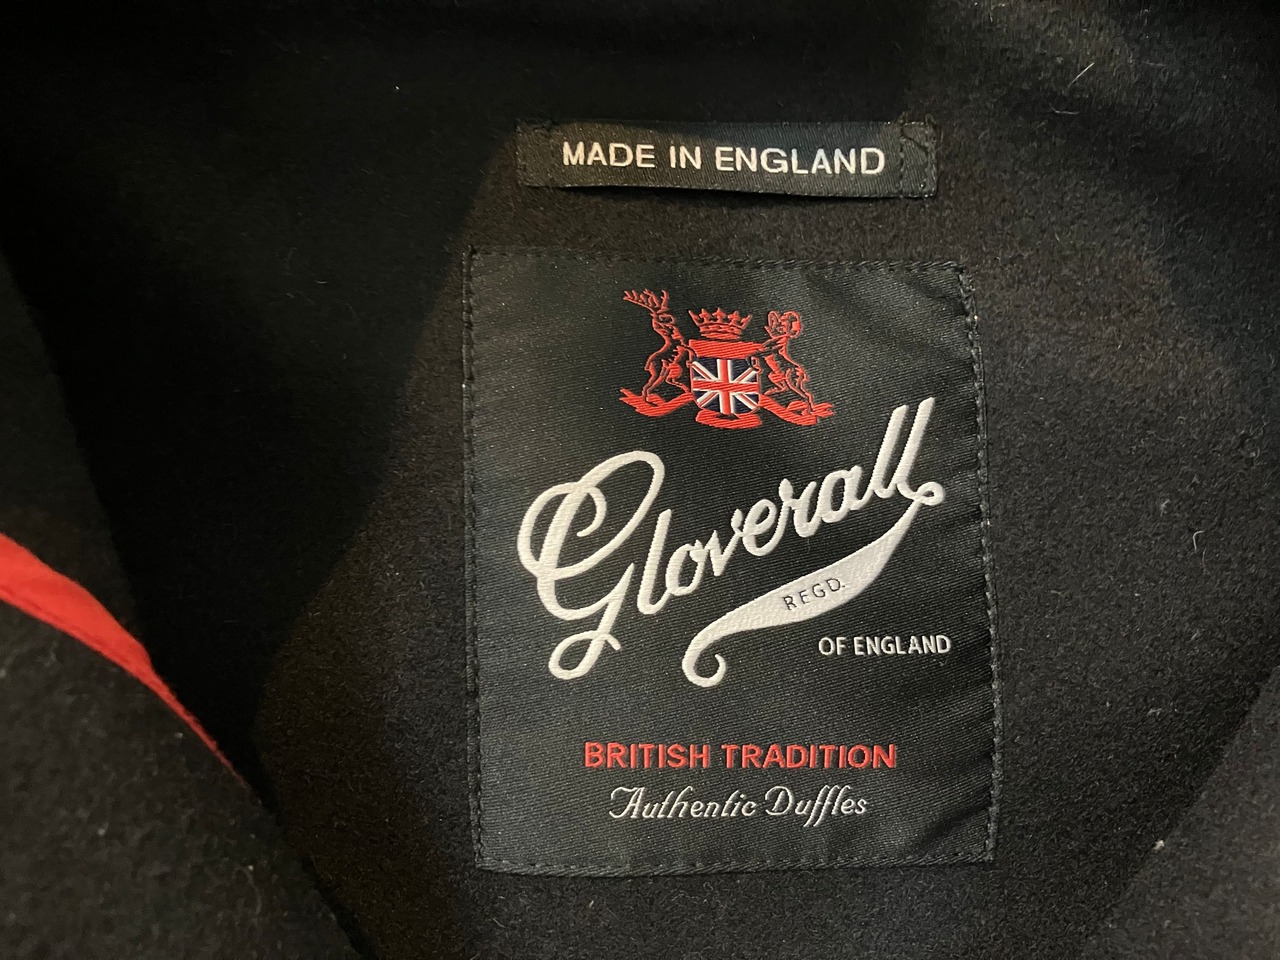 MADE IN ENGLAND
Gloverall
REGD.
OF ENGLAND
BRITISH TRADITION
Authentic Duffles